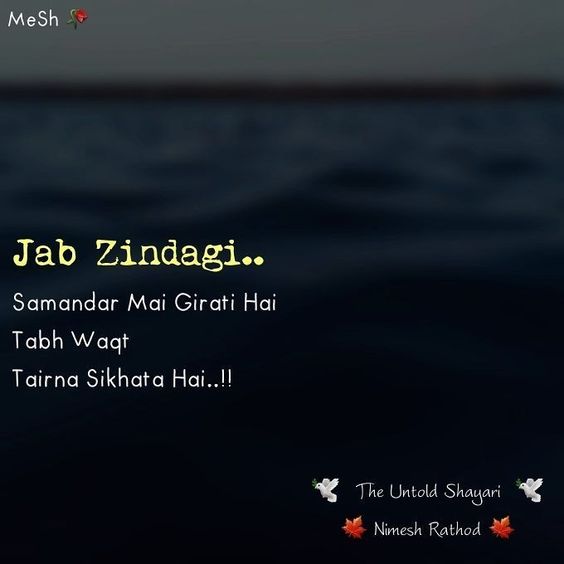 MeSh 🥀
Jab Zindagi..
Samandar Mai Girati Hai
Tabh Waqt
Tairna Sikhata Hai..!!
🕊 The Untold Shayari 🕊
🍁 Nimesh Rathod 🍁